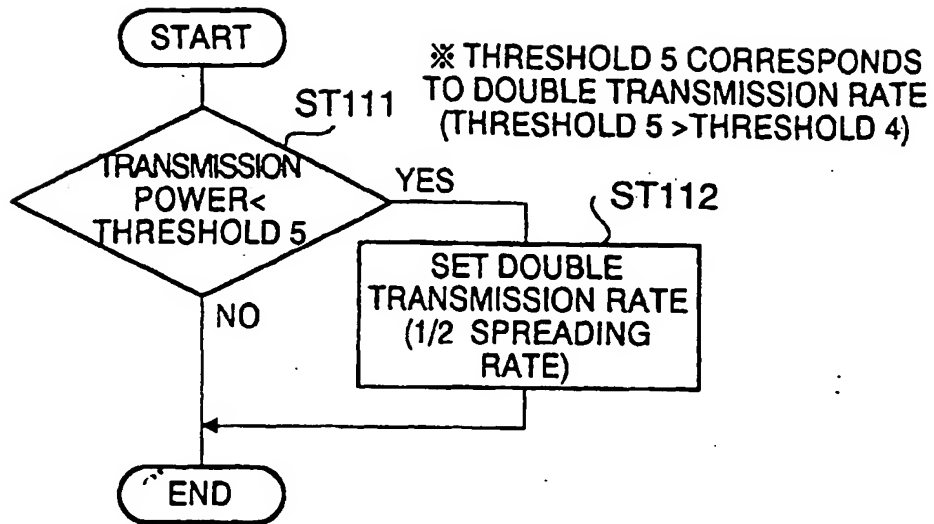 START
※ THRESHOLD 5 CORRESPONDS
TO DOUBLE TRANSMISSION RATE
(THRESHOLD 5 >THRESHOLD 4)
ST111
TRANSMISSION
POWER<
THRESHOLD 5
YES
ST112
SET DOUBLE
TRANSMISSION RATE
(1/2 SPREADING
RATE)
NO
END